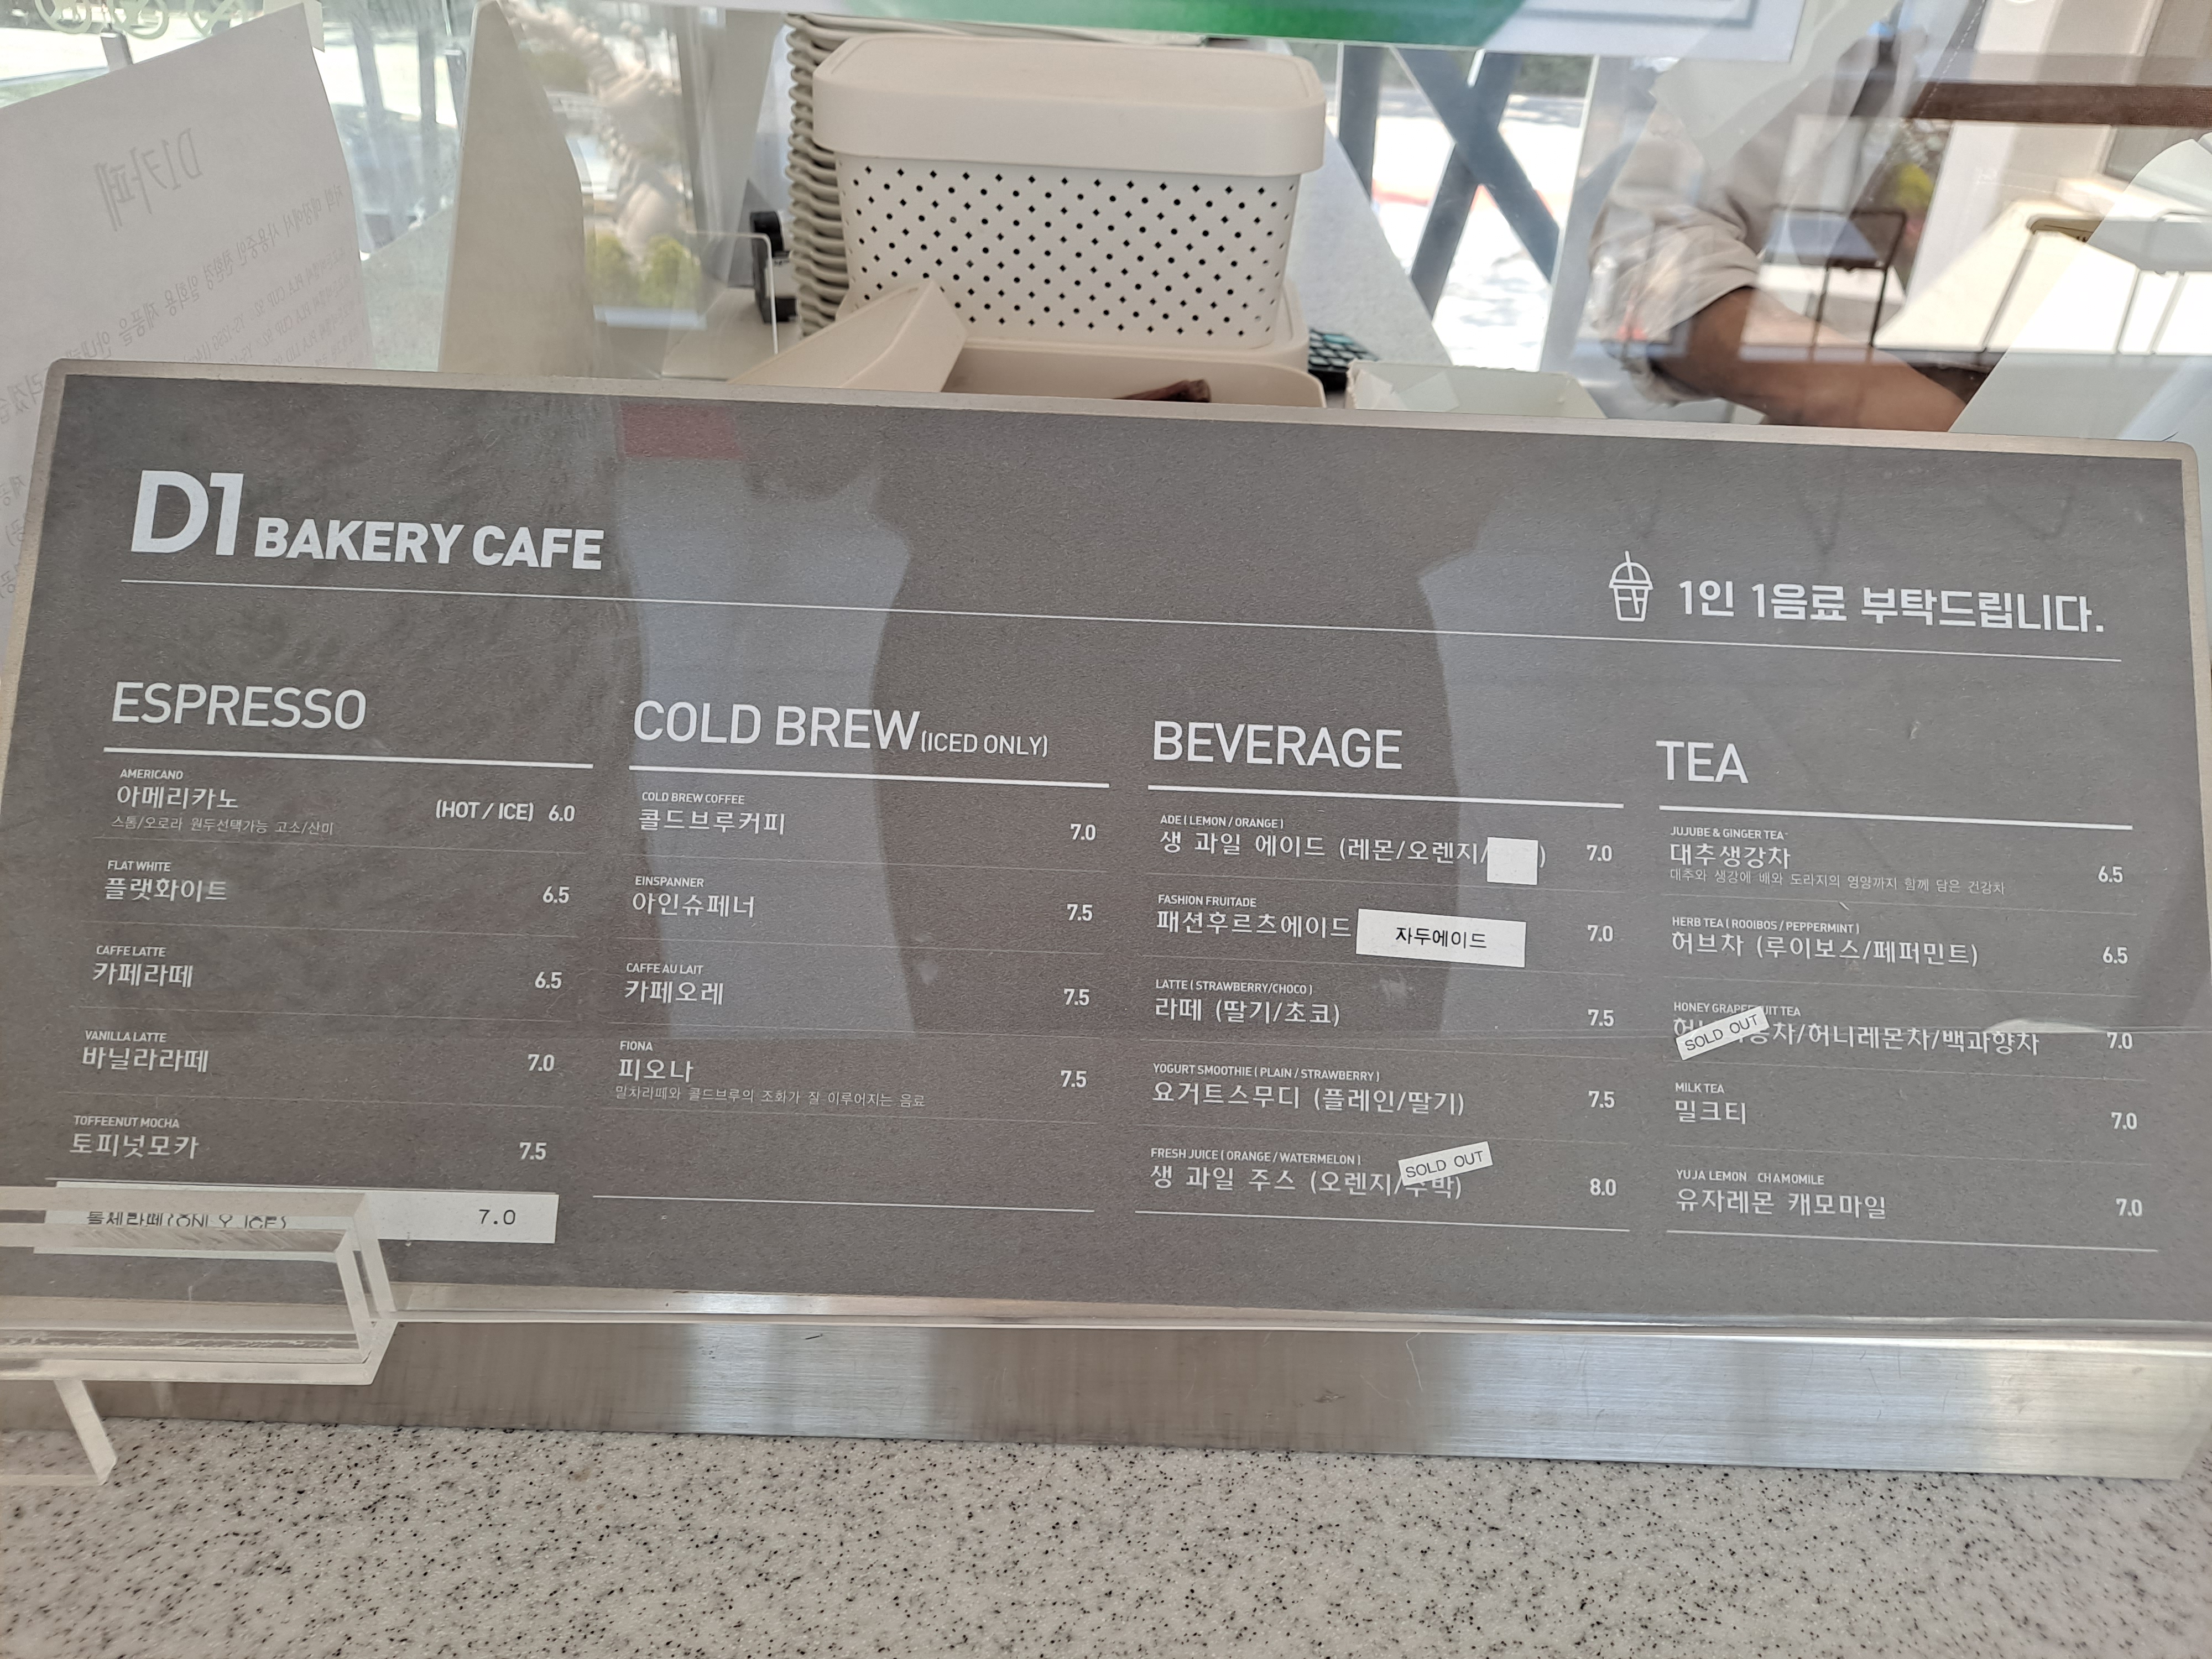 D1카페
D1 BAKERY CAFE
1인 1음료 부탁드립니다.
ESPRESSO
AMERICANO
아메리카노 (HOT / ICE) 6.0
스톰/오로라 원두선택가능 고소/산미
FLAT WHITE
플랫화이트 6.5
CAFFE LATTE
카페라떼 6.5
VANILLA LATTE
바닐라라떼 7.0
TOFFEENUT MOCHA
토피넛모카 7.5
7.0
COLD BREW (ICED ONLY)
COLD BREW COFFEE
콜드브루커피 7.0
EINSPANNER
아인슈페너 7.5
CAFFE AU LAIT
카페오레 7.5
FIONA
피오나 7.5
말차라떼와 콜드브루의 조화가 잘 이루어지는 음료
BEVERAGE
ADE ( LEMON / ORANGE )
생 과일 에이드 (레몬/오렌지/ ) 7.0
FASHION FRUITADE
패션후르츠에이드 자두에이드 7.0
LATTE ( STRAWBERRY/CHOCO )
라떼 (딸기/초코) 7.5
YOGURT SMOOTHIE ( PLAIN / STRAWBERRY )
요거트스무디 (플레인/딸기) 7.5
FRESH JUICE ( ORANGE / WATERMELON )
생 과일 주스 (오렌지/수박) 8.0
SOLD OUT
TEA
JUJUBE & GINGER TEA
대추생강차 6.5
대추와 생강에 배와 도라지의 영양까지 함께 담은 건강차
HERB TEA ( ROOIBOS / PEPPERMINT )
허브차 (루이보스/페퍼민트) 6.5
HONEY GRAPEFRUIT TEA
SOLD OUT
/허니레몬차/백과향차 7.0
MILK TEA
밀크티 7.0
YUJA LEMON CHAMOMILE
유자레몬 캐모마일 7.0